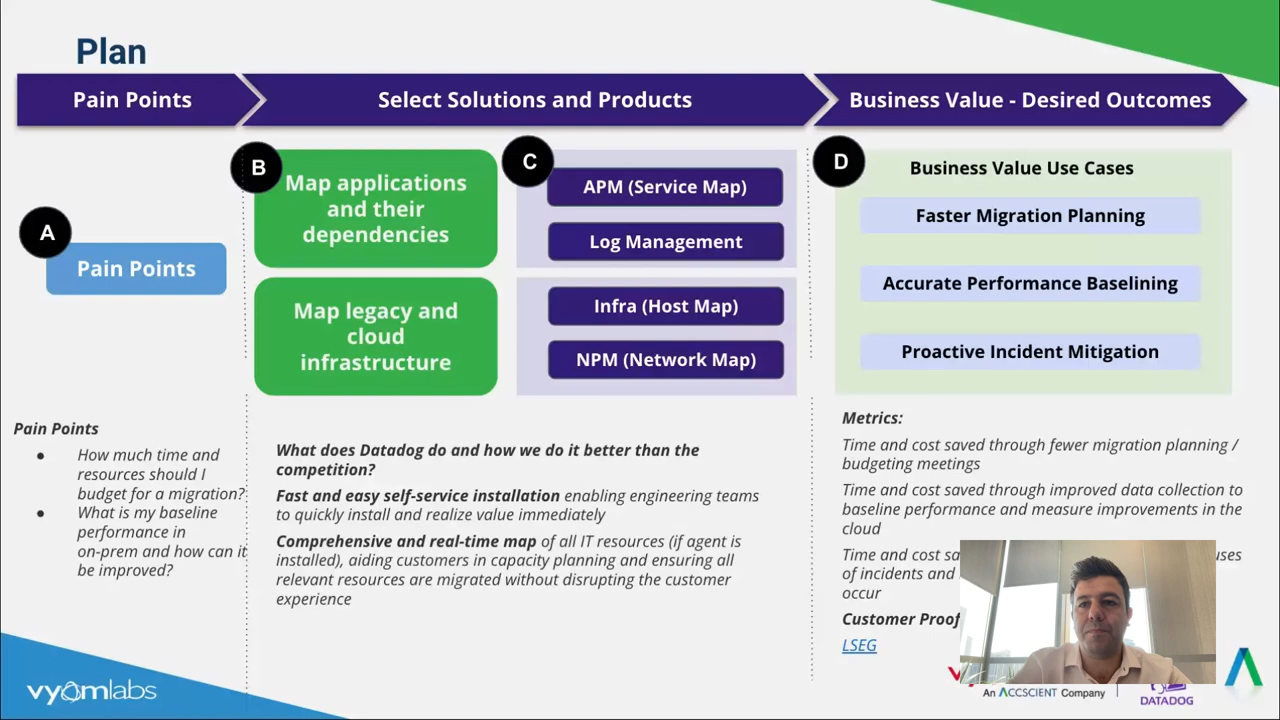 Plan
Pain Points
Select Solutions and Products
Business Value - Desired Outcomes
A
Pain Points
B
Map applications
and their
dependencies
Map legacy and
cloud
infrastructure
C
APM (Service Map)
Log Management
Infra (Host Map)
NPM (Network Map)
D
Business Value Use Cases
Faster Migration Planning
Accurate Performance Baselining
Proactive Incident Mitigation
Pain Points
● How much time and
resources should I
budget for a migration?
● What is my baseline
performance in
on-prem and how can it
be improved?
What does Datadog do and how we do it better than the
competition?
Fast and easy self-service installation enabling engineering teams
to quickly install and realize value immediately
Comprehensive and real-time map of all IT resources (if agent is
installed), aiding customers in capacity planning and ensuring all
relevant resources are migrated without disrupting the customer
experience
Metrics:
Time and cost saved through fewer migration planning /
budgeting meetings
Time and cost saved through improved data collection to
baseline performance and measure improvements in the
cloud
Time and cost
of incidents and
occur
Customer Proof
LSEG
vyomlabs
An ACCSCIENT Company
DATADOG